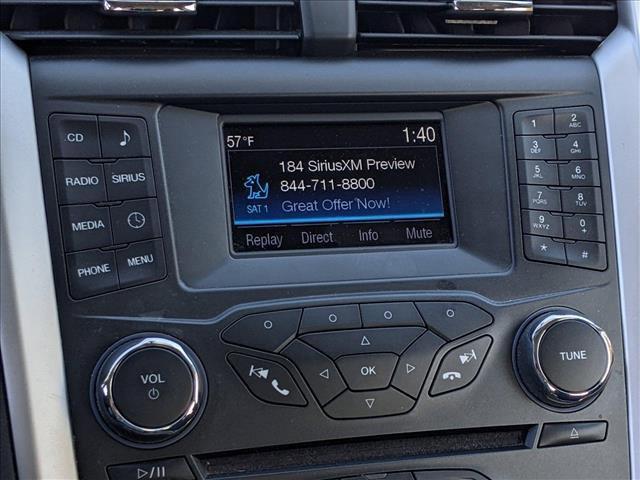 57°F 1:40
184 SiriusXM Preview
844-711-8800
SAT 1 Great Offer Now!
Replay Direct Info Mute
CD
RADIO SIRIUS
MEDIA
PHONE MENU
1 2 ABC
3 DEF 4 GHI
5 JKL 6 MNO
7 PQRS 8 TUV
9 WXYZ 0 +
* #
VOL
OK
TUNE